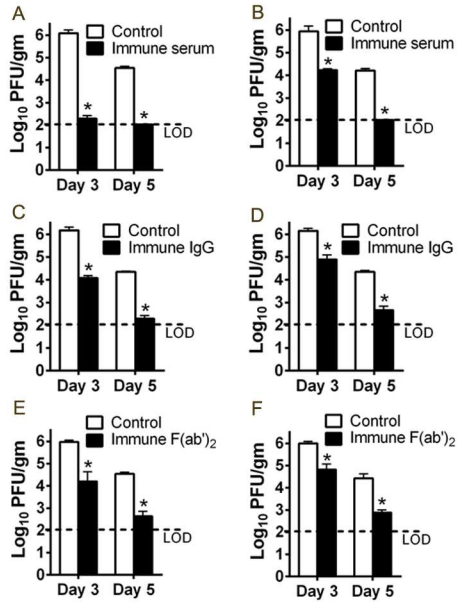 A
Log10 PFU/gm
6
5
4
3
2
1
0
Control
Immune serum
*
*
LOD
Day 3 Day 5
B
Log10 PFU/gm
6
5
4
3
2
1
0
Control
Immune serum
*
*
LOD
Day 3 Day 5
C
Log10 PFU/gm
6
5
4
3
2
1
0
Control
Immune IgG
*
*
LOD
Day 3 Day 5
D
Log10 PFU/gm
6
5
4
3
2
1
0
Control
Immune IgG
*
*
LOD
Day 3 Day 5
E
Log10 PFU/gm
6
5
4
3
2
1
0
Control
Immune F(ab')2
*
*
LOD
Day 3 Day 5
F
Log10 PFU/gm
6
5
4
3
2
1
0
Control
Immune F(ab')2
*
*
LOD
Day 3 Day 5